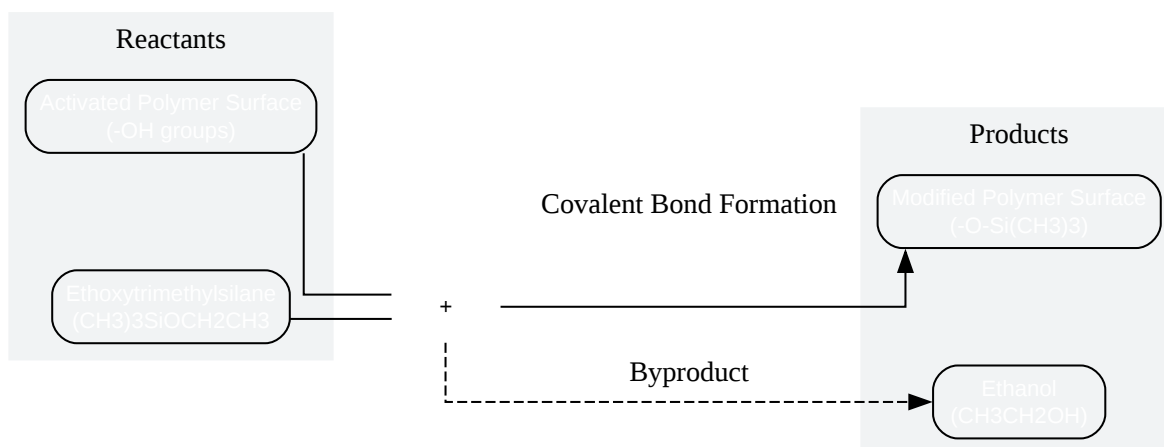 Reactants
Activated Polymer Surface
(-OH groups)
Ethoxytrimethylsilane
(CH3)3SiOCH2CH3
+
Covalent Bond Formation
Byproduct
Products
Modified Polymer Surface
(-O-Si(CH3)3)
Ethanol
(CH3CH2OH)